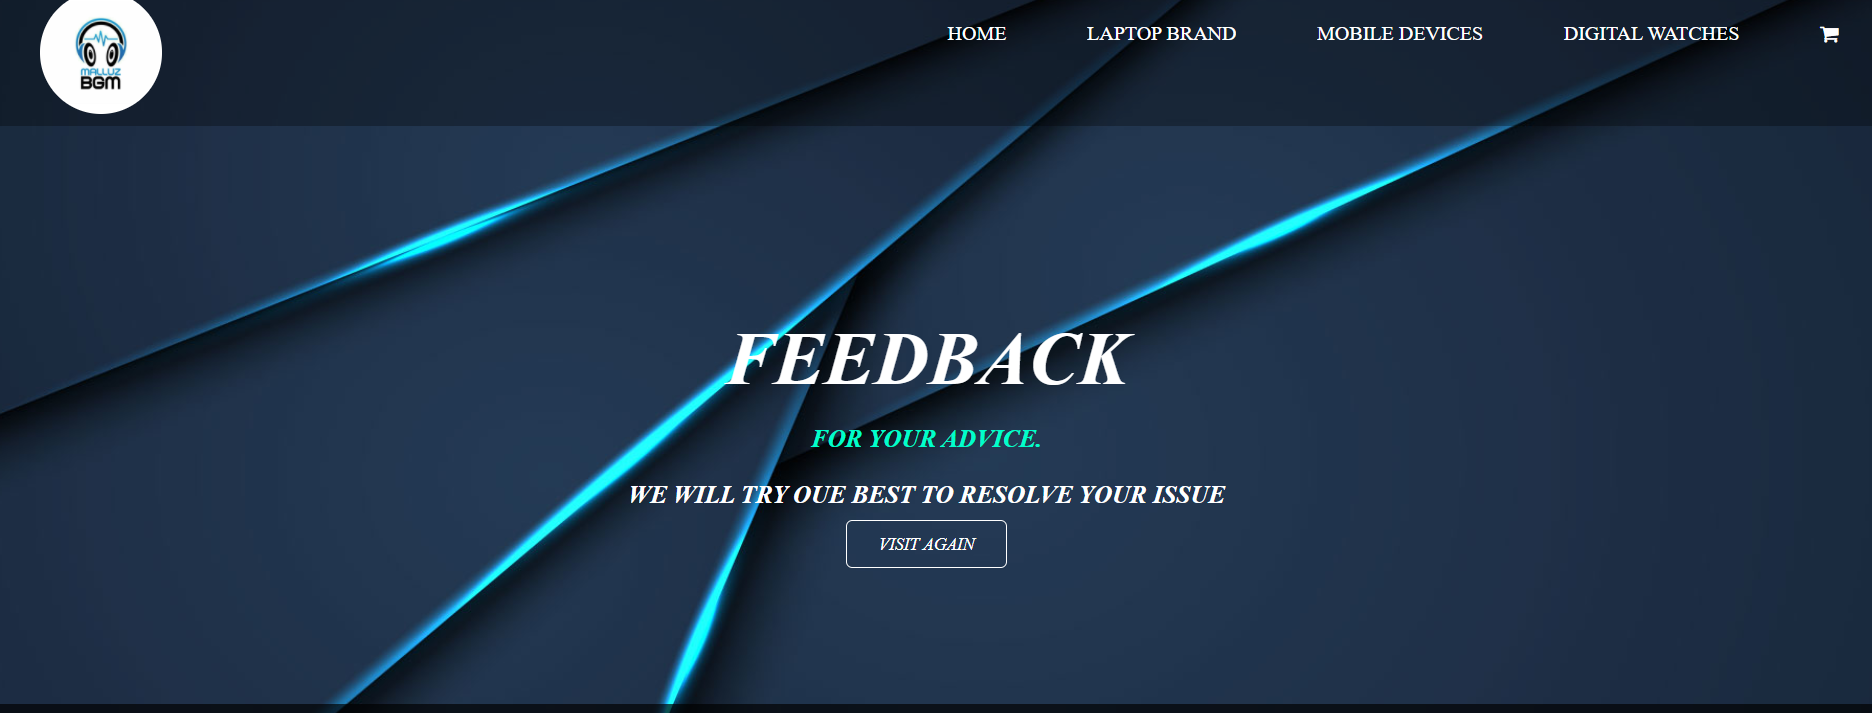 MALLUZ
BGM
HOME LAPTOP BRAND MOBILE DEVICES DIGITAL WATCHES
FEEDBACK
FOR YOUR ADVICE.
WE WILL TRY OUE BEST TO RESOLVE YOUR ISSUE
VISIT AGAIN